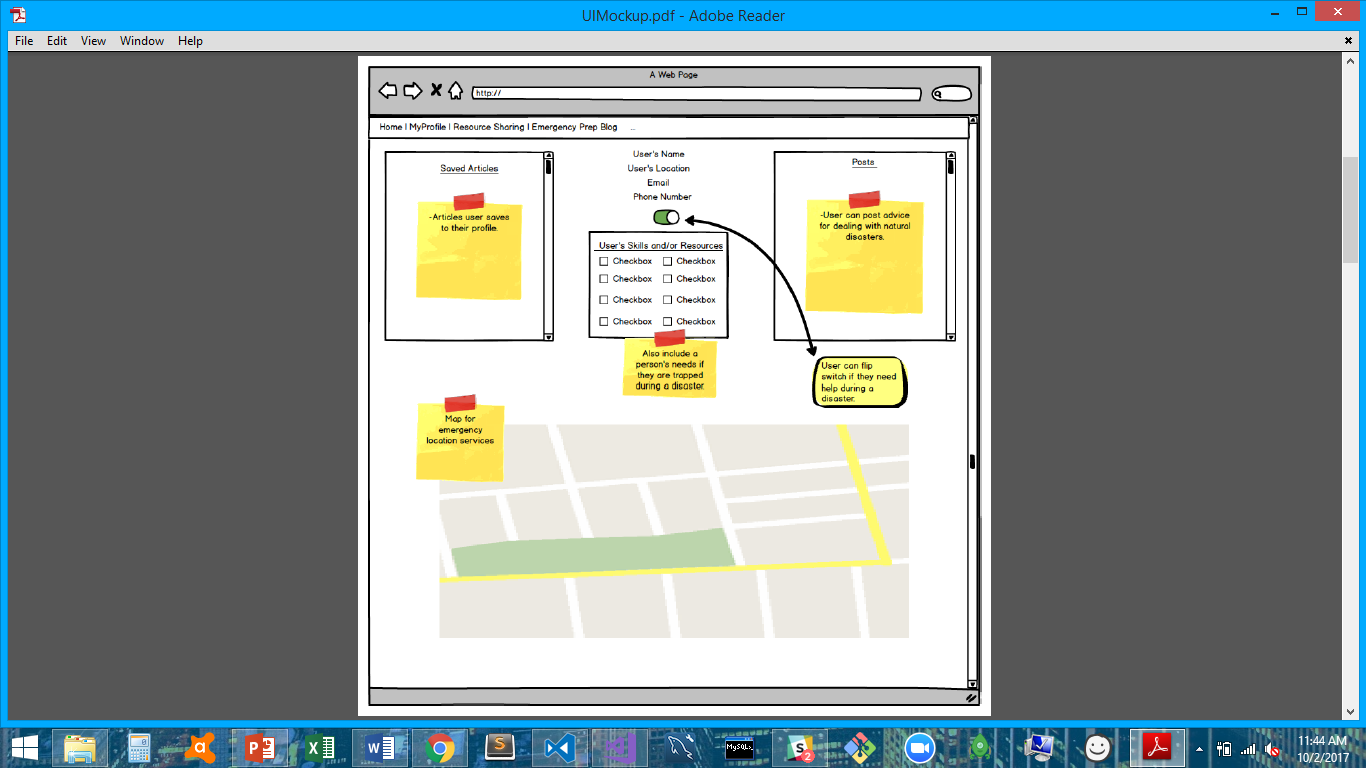 UIMockup.pdf - Adobe Reader
File Edit View Window Help
A Web Page
http://
Home | MyProfile | Resource Sharing | Emergency Prep Blog ...
Saved Articles
-Articles user saves
to their profile.
User's Name
User's Location
Email
Phone Number
User's Skills and/or Resources
Checkbox Checkbox
Checkbox Checkbox
Checkbox Checkbox
Checkbox Checkbox
Also include a
person's needs if
they are trapped
during a disaster.
Posts
-User can post advice
for dealing with natural
disasters.
User can flip
switch if they need
help during a
disaster.
Map for
emergency
location services
MySQL
2
11:44 AM
10/2/2017